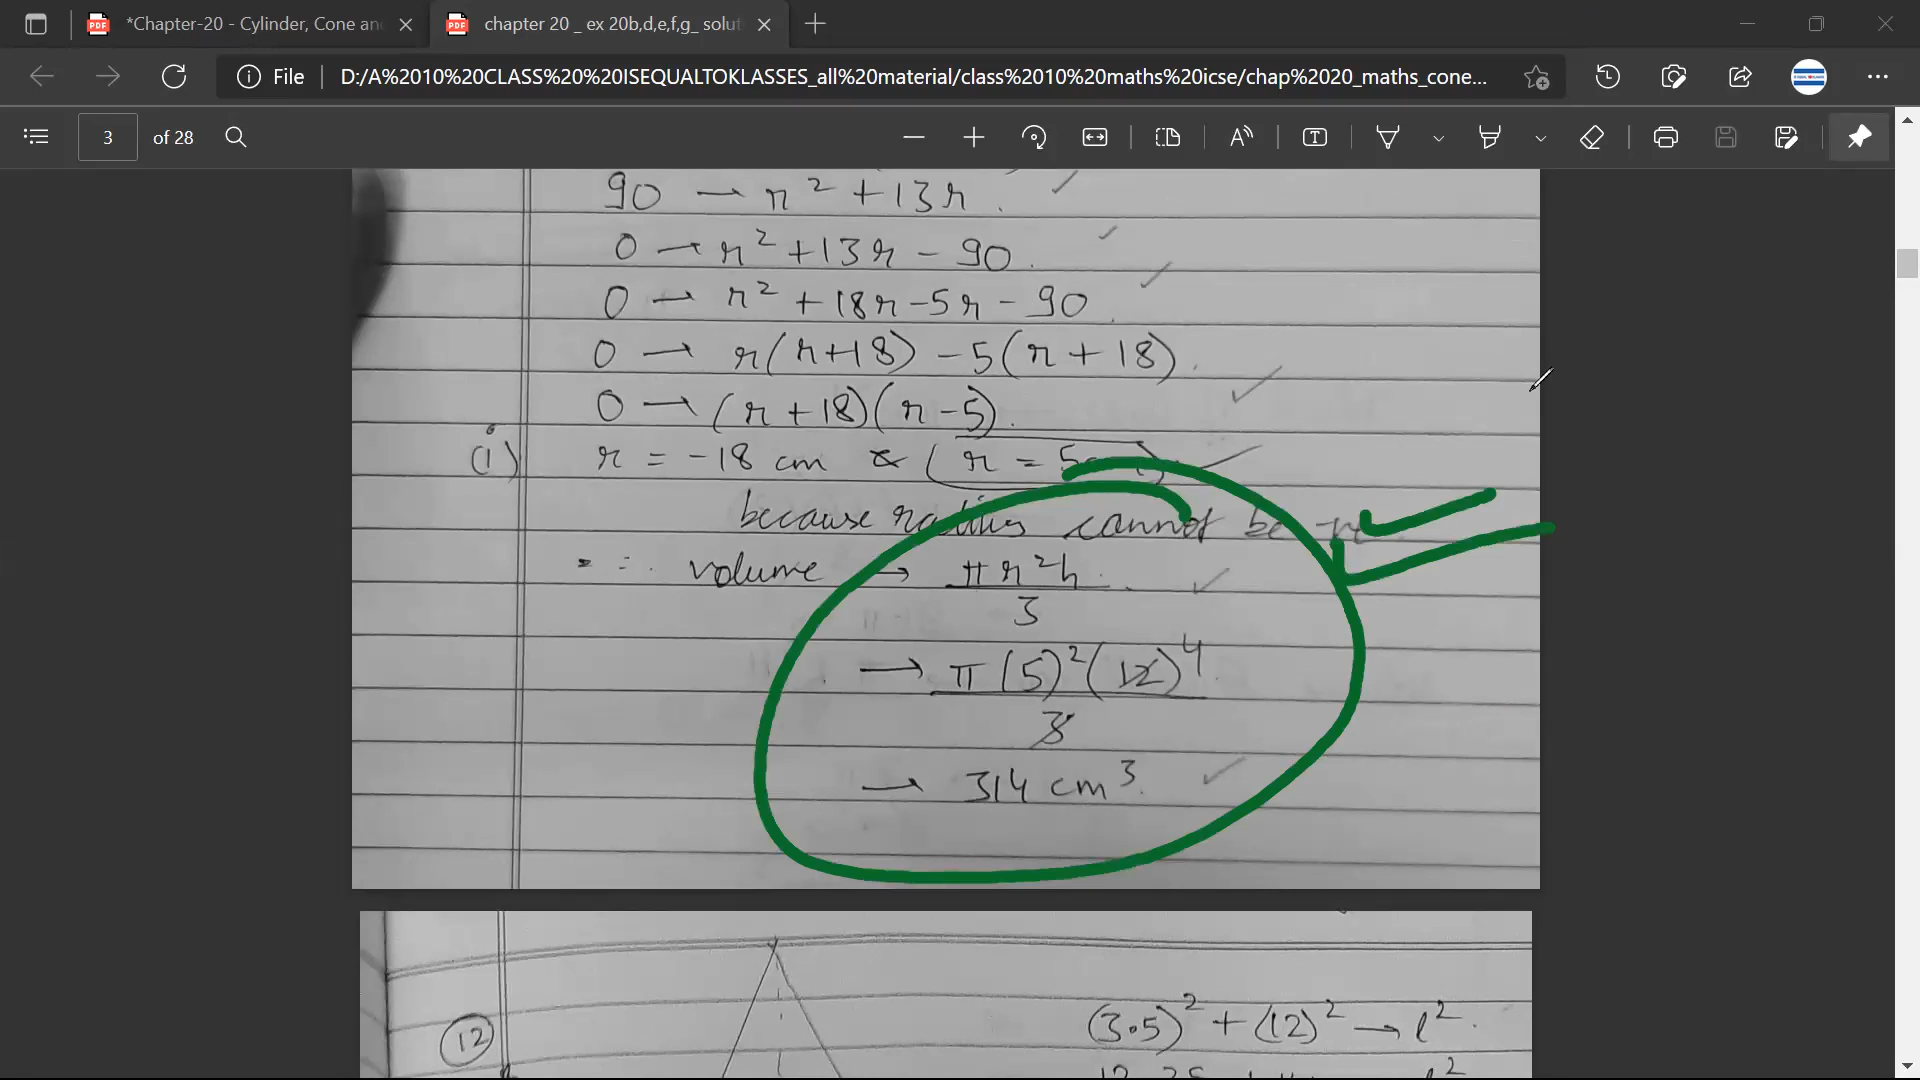 *Chapter-20 - Cylinder, Cone an
chapter 20 _ ex 20b,d,e,f,g_ solut
File
D:/A%2010%20CLASS%20%20ISEQUALTOKLASSES_all%20material/class%2010%20maths%20icse/chap%2020_maths_cone...
3 of 28
90 → r² + 13r.
0 → r² + 13r - 90.
0 → r² + 18r - 5r - 90.
0 → r(r+18) - 5(r + 18).
0 → (r + 18)(r - 5).
(i) r = -18 cm & (r = 5
because radius cannot be
∴ volume → πr²h
3
→ π(5)²(12)⁴
3
→ 314 cm³.
(12)
(3.5)² + (12)² → l².